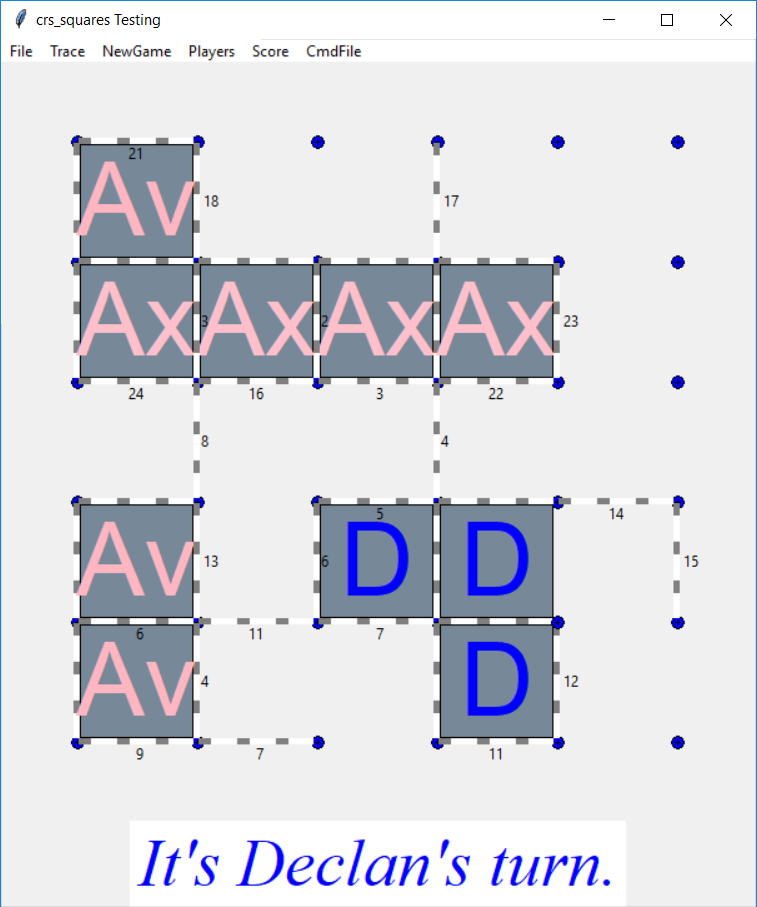 crs_squares Testing
File Trace NewGame Players Score CmdFile
21
Av
18
17
Ax 3 Ax 2 Ax Ax 23
24 16 3 22
8 4
5 14
Av 13 6 D D 15
6 11 7
Av 4 D 12
9 7 11
It's Declan's turn.